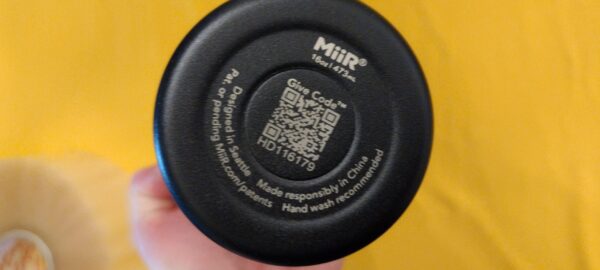 MiiR®
16oz | 473mL
Give Code™
HD116179
Made responsibly in China
Hand wash recommended
Designed in Seattle
Pat. or pending MiiR.com/patents